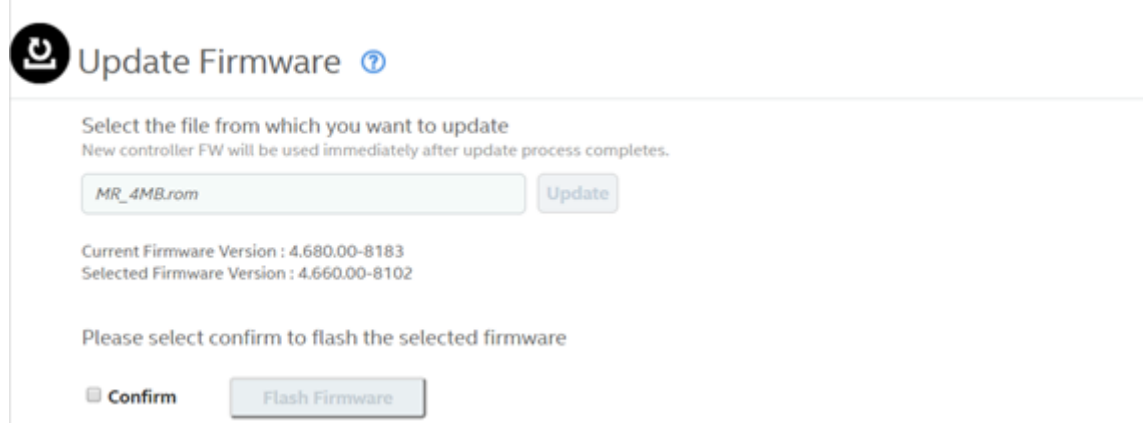 Update Firmware ?
Select the file from which you want to update
New controller FW will be used immediately after update process completes.
MR_4MB.rom Update
Current Firmware Version : 4.680.00-8183
Selected Firmware Version : 4.660.00-8102
Please select confirm to flash the selected firmware
Confirm Flash Firmware